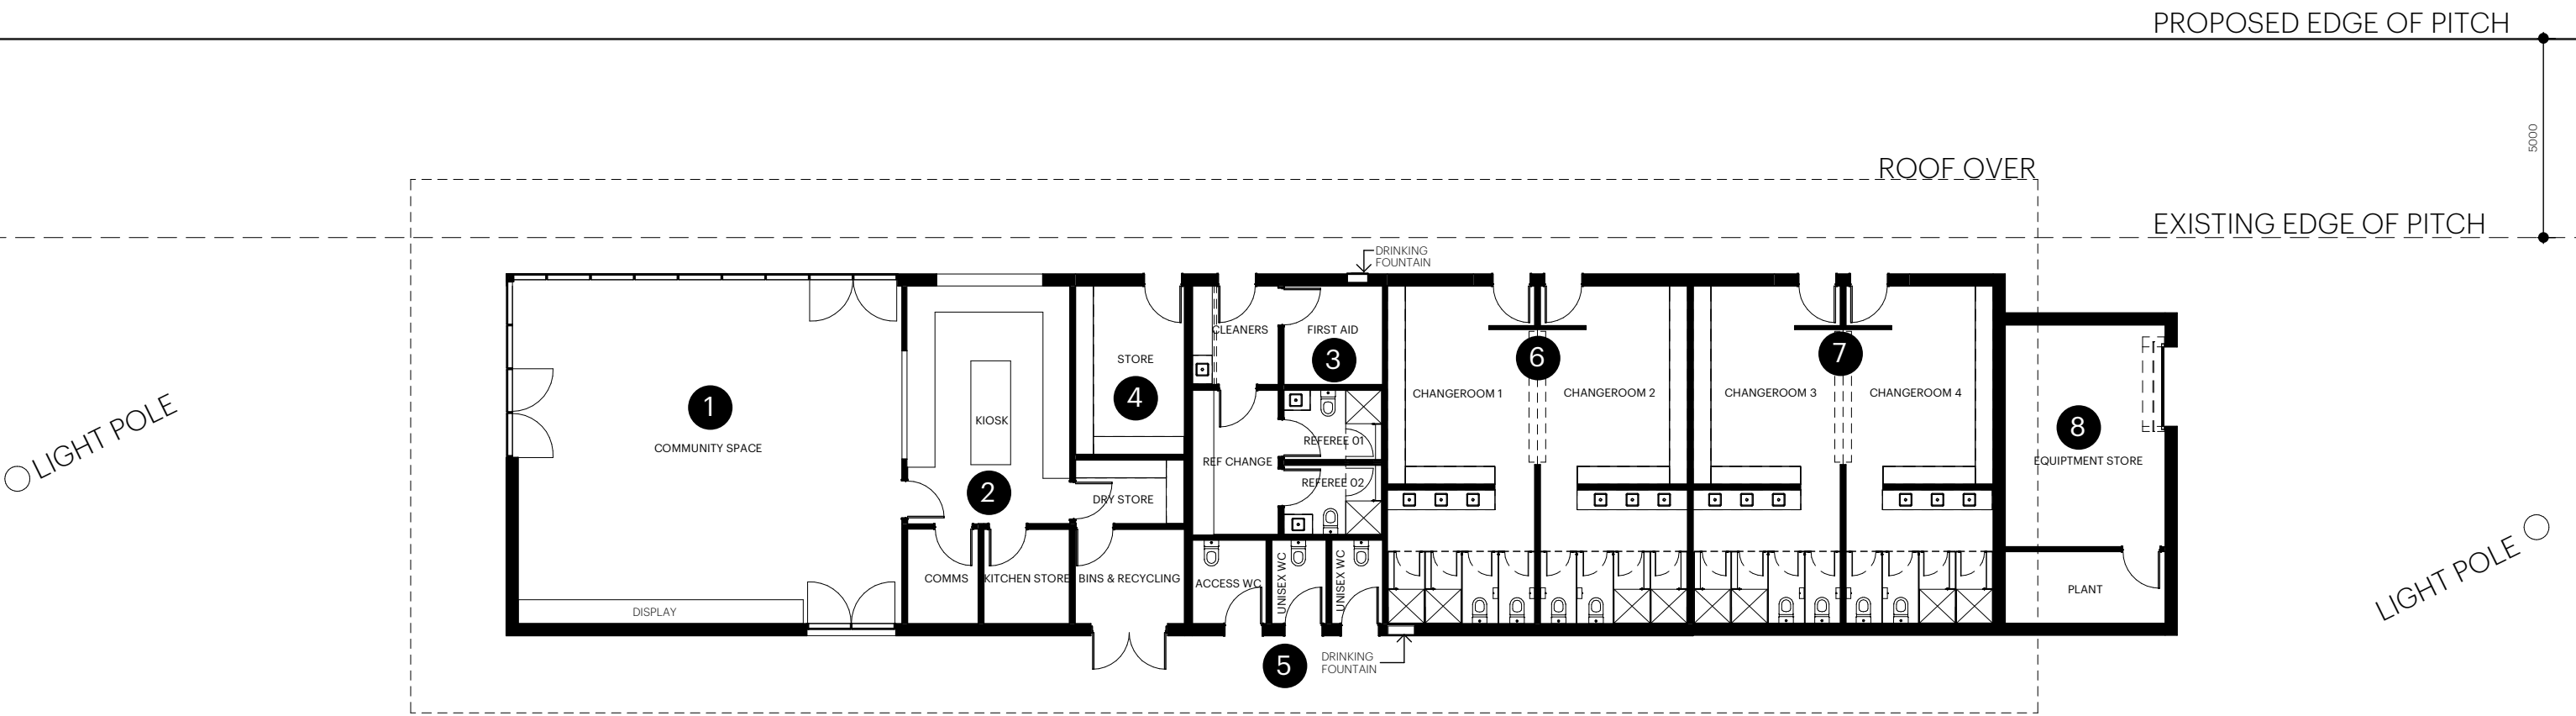 PROPOSED EDGE OF PITCH
5000
ROOF OVER
EXISTING EDGE OF PITCH
DRINKING
FOUNTAIN
LIGHT POLE
1
COMMUNITY SPACE
DISPLAY
KIOSK
2
COMMS
KITCHEN STORE
STORE
4
DRY STORE
BINS & RECYCLING
CLEANERS
FIRST AID
3
REF CHANGE
REFEREE 01
REFEREE 02
ACCESS WC
UNISEX WC
UNISEX WC
5
DRINKING
FOUNTAIN
6
CHANGEROOM 1
CHANGEROOM 2
7
CHANGEROOM 3
CHANGEROOM 4
8
EQUIPTMENT STORE
PLANT
LIGHT POLE